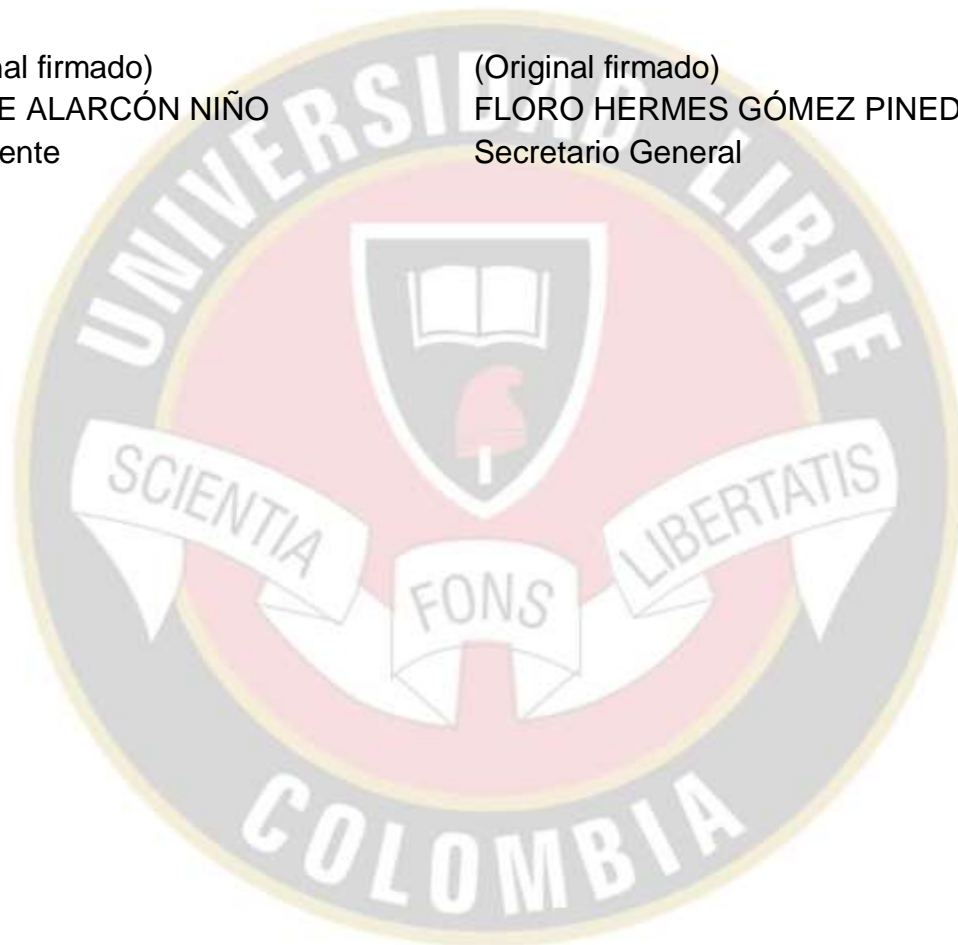 nal firmado) (Original firmado)
E ALARCÓN NIÑO FLORO HERMES GÓMEZ PINED
ente Secretario General
UNIVERSIDAD LIBRE
SCIENTIA
FONS
LIBERTATIS
COLOMBIA